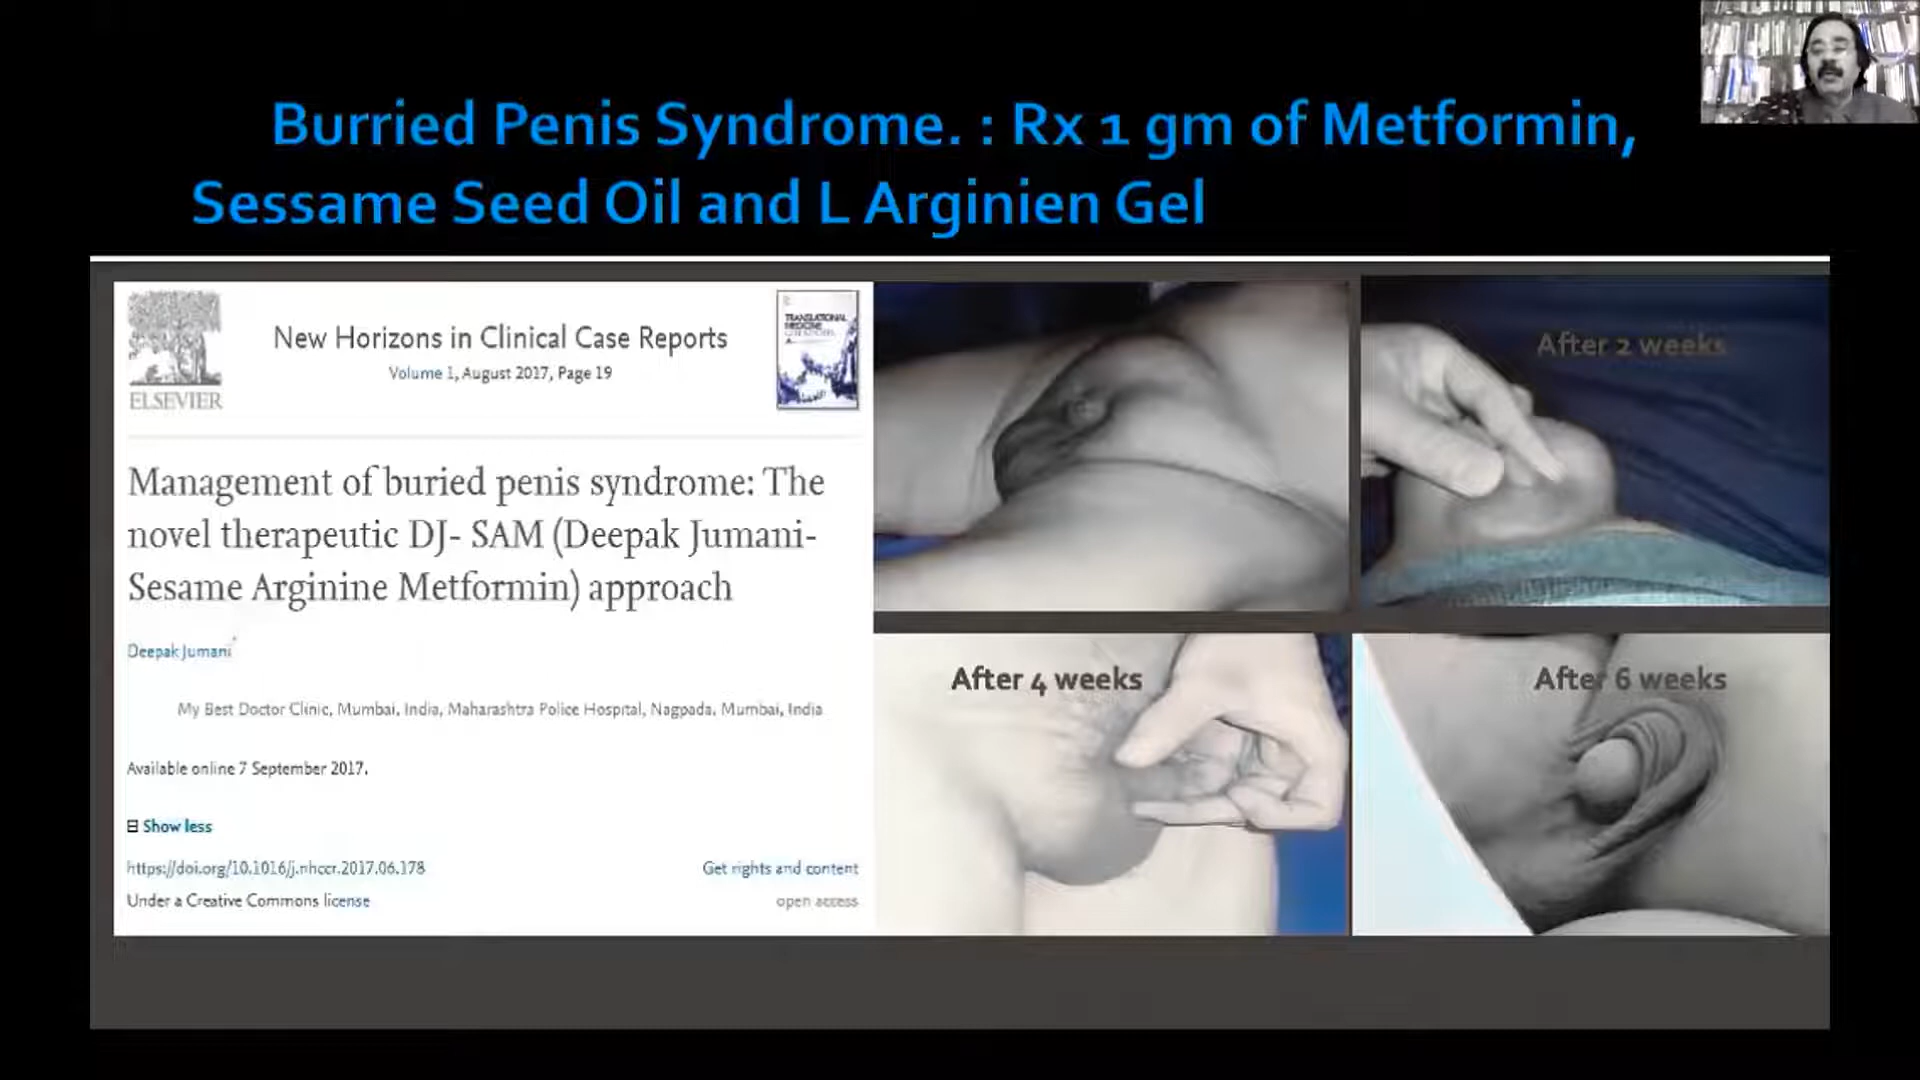 Burried Penis Syndrome. : Rx 1 gm of Metformin,
Sessame Seed Oil and L Arginien Gel
ELSEVIER
New Horizons in Clinical Case Reports
Volume 1, August 2017, Page 19
TRANSLATIONAL
MEDICINE
Management of buried penis syndrome: The
novel therapeutic DJ- SAM (Deepak Jumani-
Sesame Arginine Metformin) approach
Deepak Jumani*
My Best Doctor Clinic, Mumbai, India, Maharashtra Police Hospital, Nagpada, Mumbai, India
Available online 7 September 2017.
Show less
https://doi.org/10.1016/j.nhccr.2017.06.178
Get rights and content
Under a Creative Commons license
open access
After 2 weeks
After 4 weeks
After 6 weeks